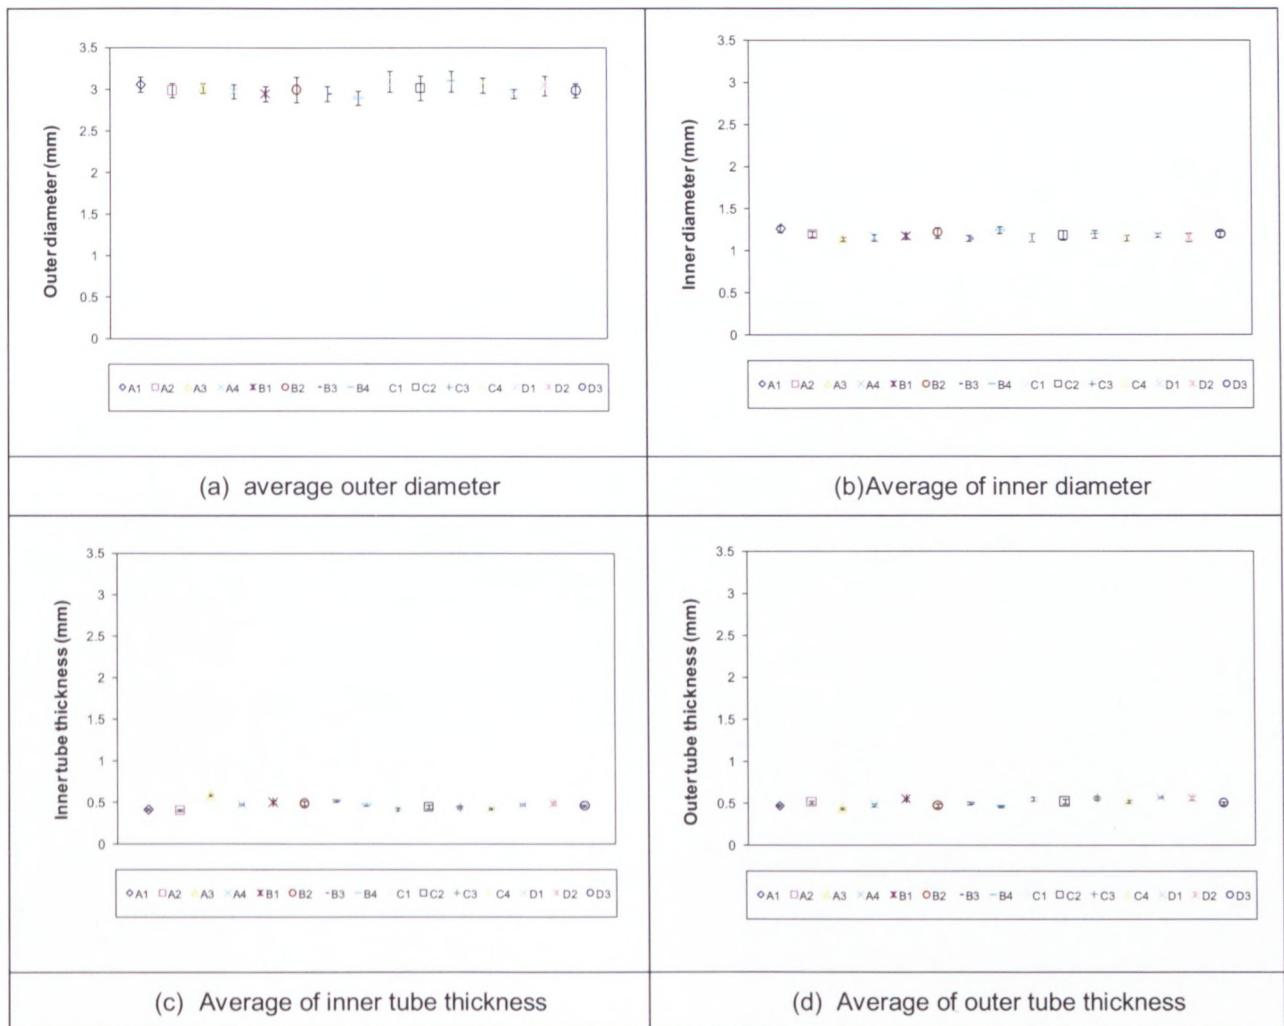 3.5
3
2.5
2
1.5
1
0.5
0
Outer diameter (mm)
A1 A2 A3 A4 B1 B2 B3 B4 C1 C2 C3 C4 D1 D2 D3
(a) average outer diameter
3.5
3
2.5
2
1.5
1
0.5
0
Inner diameter (mm)
A1 A2 A3 A4 B1 B2 B3 B4 C1 C2 C3 C4 D1 D2 D3
(b)Average of inner diameter
3.5
3
2.5
2
1.5
1
0.5
0
Inner tube thickness (mm)
A1 A2 A3 A4 B1 B2 B3 B4 C1 C2 C3 C4 D1 D2 D3
(c) Average of inner tube thickness
3.5
3
2.5
2
1.5
1
0.5
0
Outer tube thickness (mm)
A1 A2 A3 A4 B1 B2 B3 B4 C1 C2 C3 C4 D1 D2 D3
(d) Average of outer tube thickness